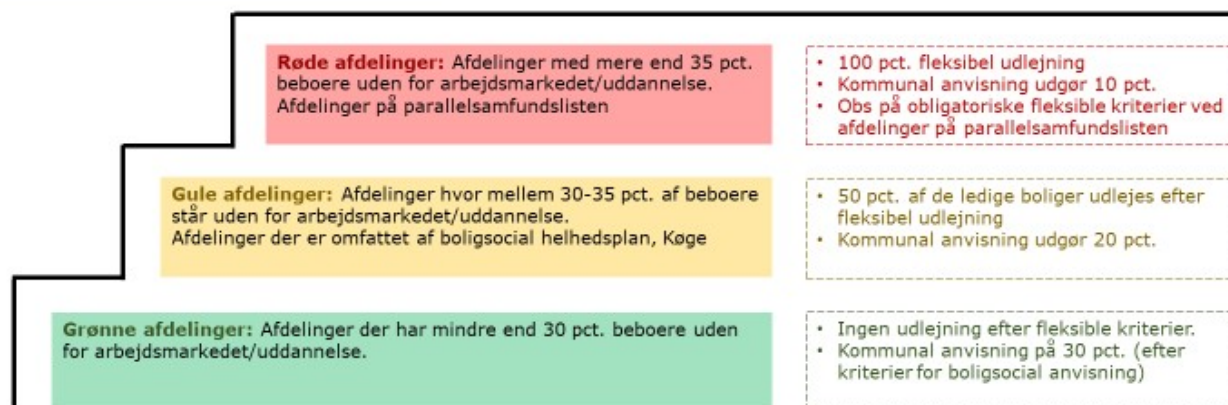 Røde afdelinger: Afdelinger med mere end 35 pct.
beboere uden for arbejdsmarkedet/uddannelse.
Afdelinger på parallelsamfundslisten
• 100 pct. fleksibel udlejning
• Kommunal anvisning udgør 10 pct.
• Obs på obligatoriske fleksible kriterier ved
afdelinger på parallelsamfundslisten
Gule afdelinger: Afdelinger hvor mellem 30-35 pct. af beboere
står uden for arbejdsmarkedet/uddannelse.
Afdelinger der er omfattet af boligsocial helhedsplan, Køge
• 50 pct. af de ledige boliger udlejes efter
fleksibel udlejning
• Kommunal anvisning udgør 20 pct.
Grønne afdelinger: Afdelinger der har mindre end 30 pct. beboere uden
for arbejdsmarkedet/uddannelse.
• Ingen udlejning efter fleksible kriterier.
• Kommunal anvisning på 30 pct. (efter
kriterier for boligsocial anvisning)